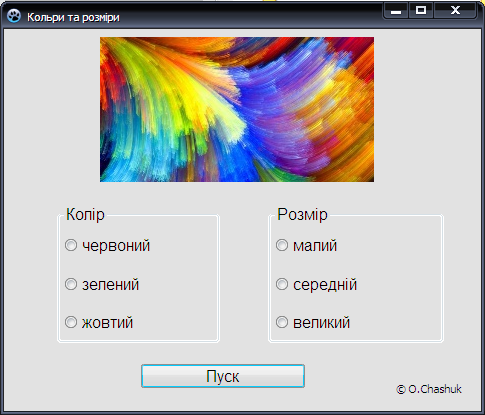 Кольри та розміри
Колір
червоний
зелений
жовтий
Розмір
малий
середній
великий
Пуск
© O.Chashuk